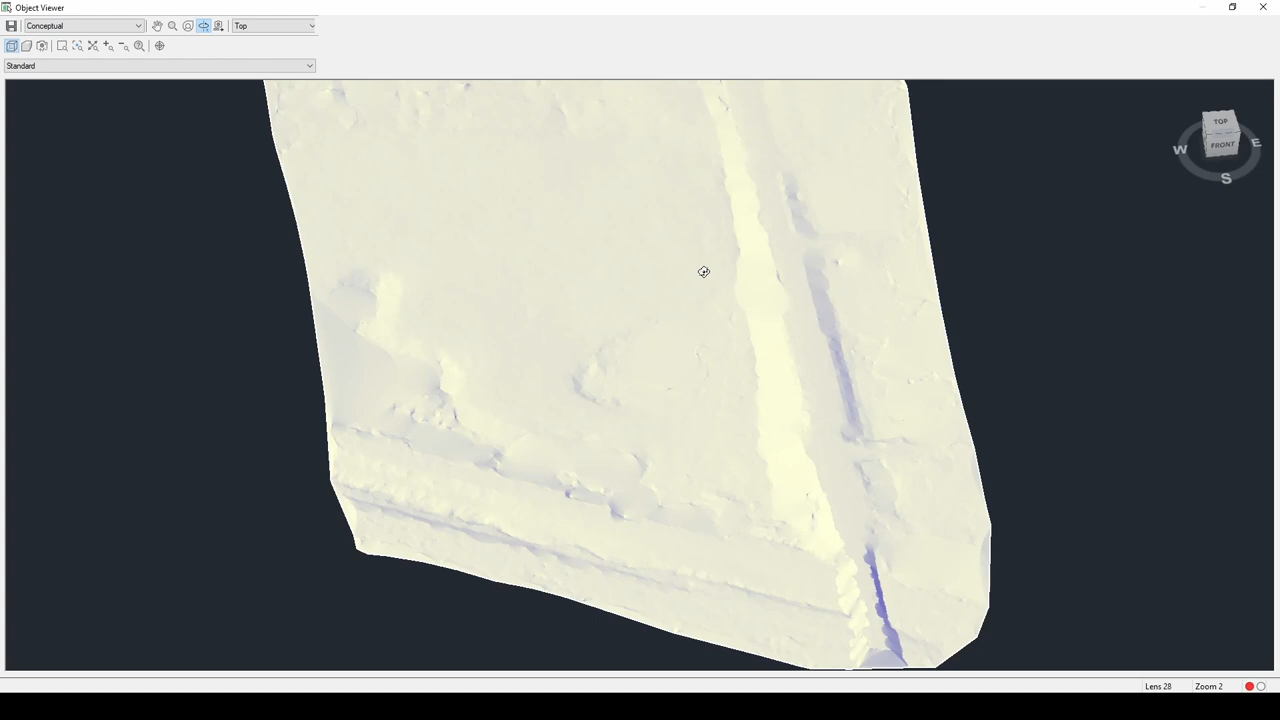 Object Viewer
Conceptual
Top
Standard
TOP
FRONT
W
E
S
Lens 28
Zoom 2